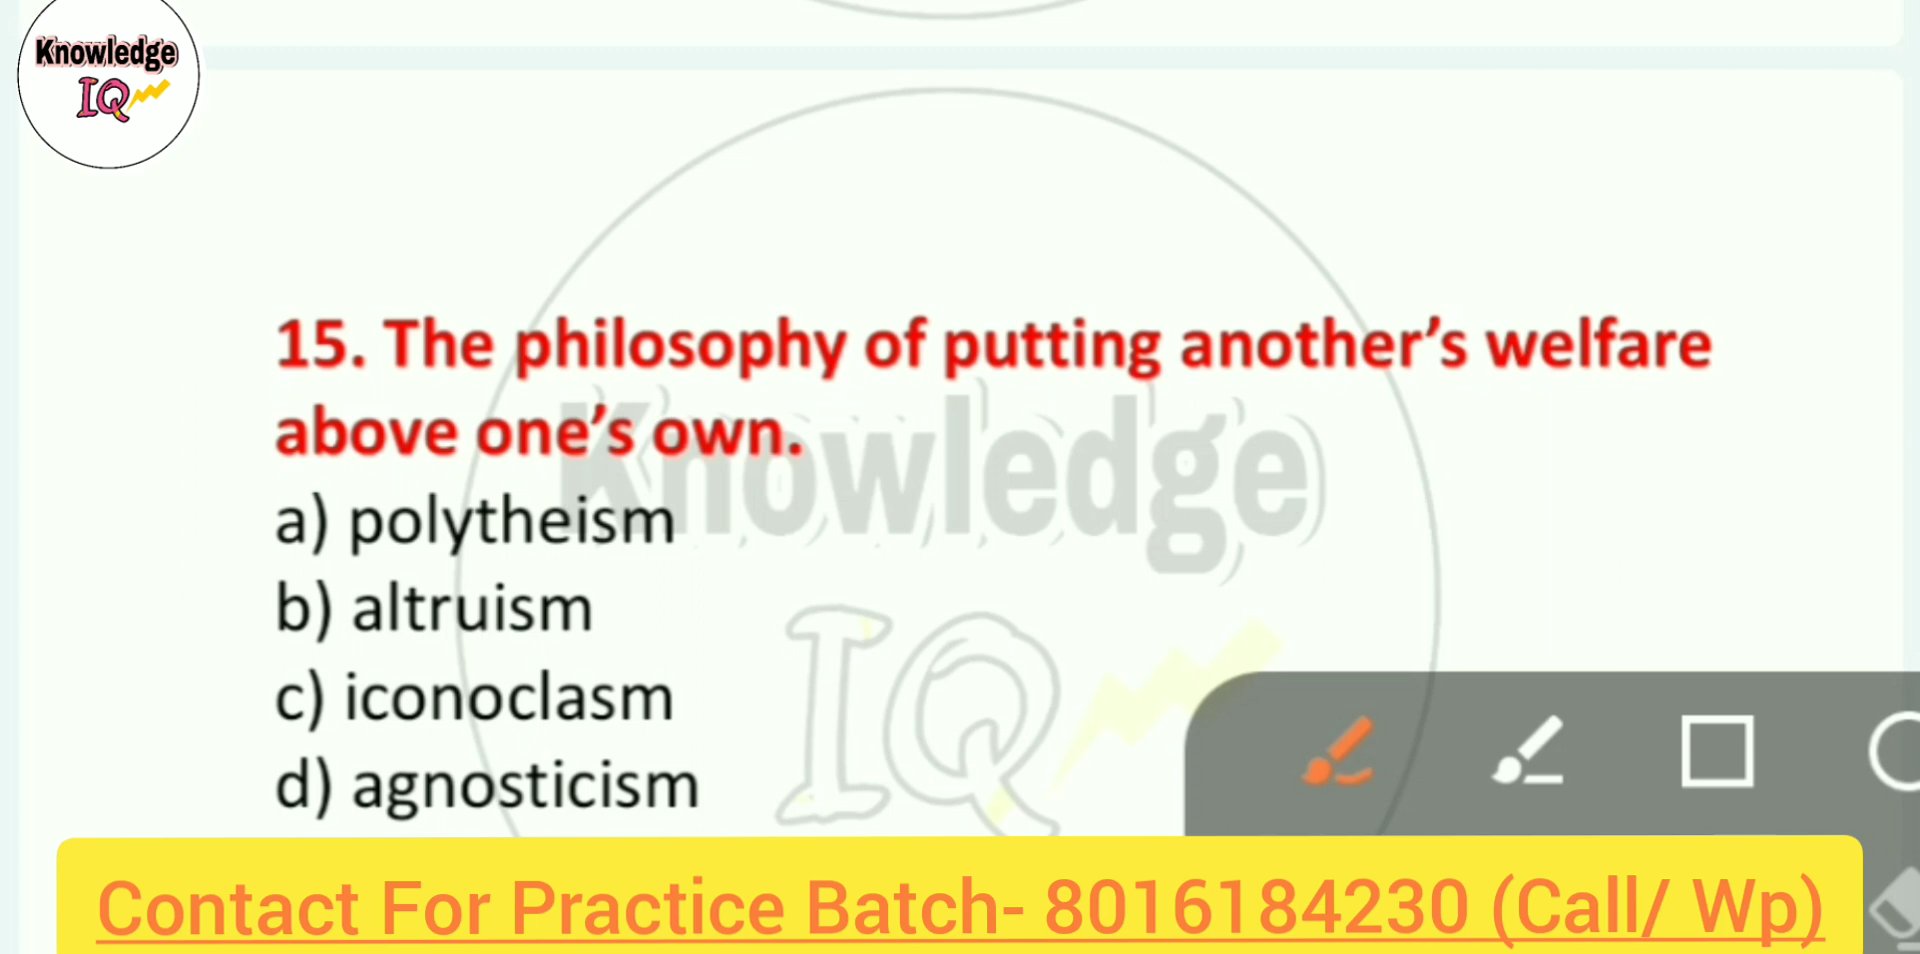 Knowledge
IQ
15. The philosophy of putting another’s welfare
above one’s own.
Knowledge
a) polytheism
b) altruism
IQ
c) iconoclasm
d) agnosticism
Contact For Practice Batch- 8016184230 (Call/ Wp)